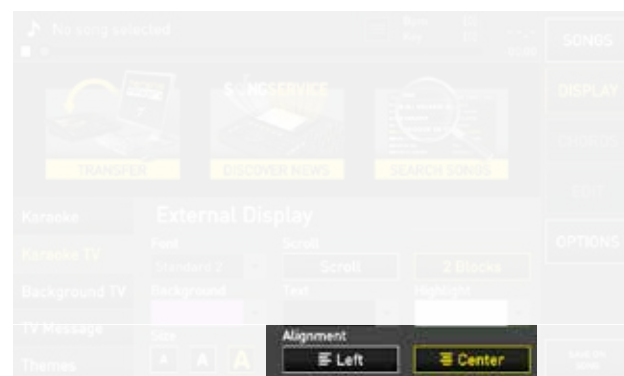 No song selected
SONGS
SONGSERVICE
DISPLAY
TRANSFER
DISCOVER NEWS
SEARCH SONGS
Karaoke
External Display
Font
Scroll
OPTIONS
Karaoke TV
Standard 2
Scroll
2 Blocks
Background TV
Background
Text
Highlight
TV Message
Size
Alignment
A A A
Left
Center
Themes